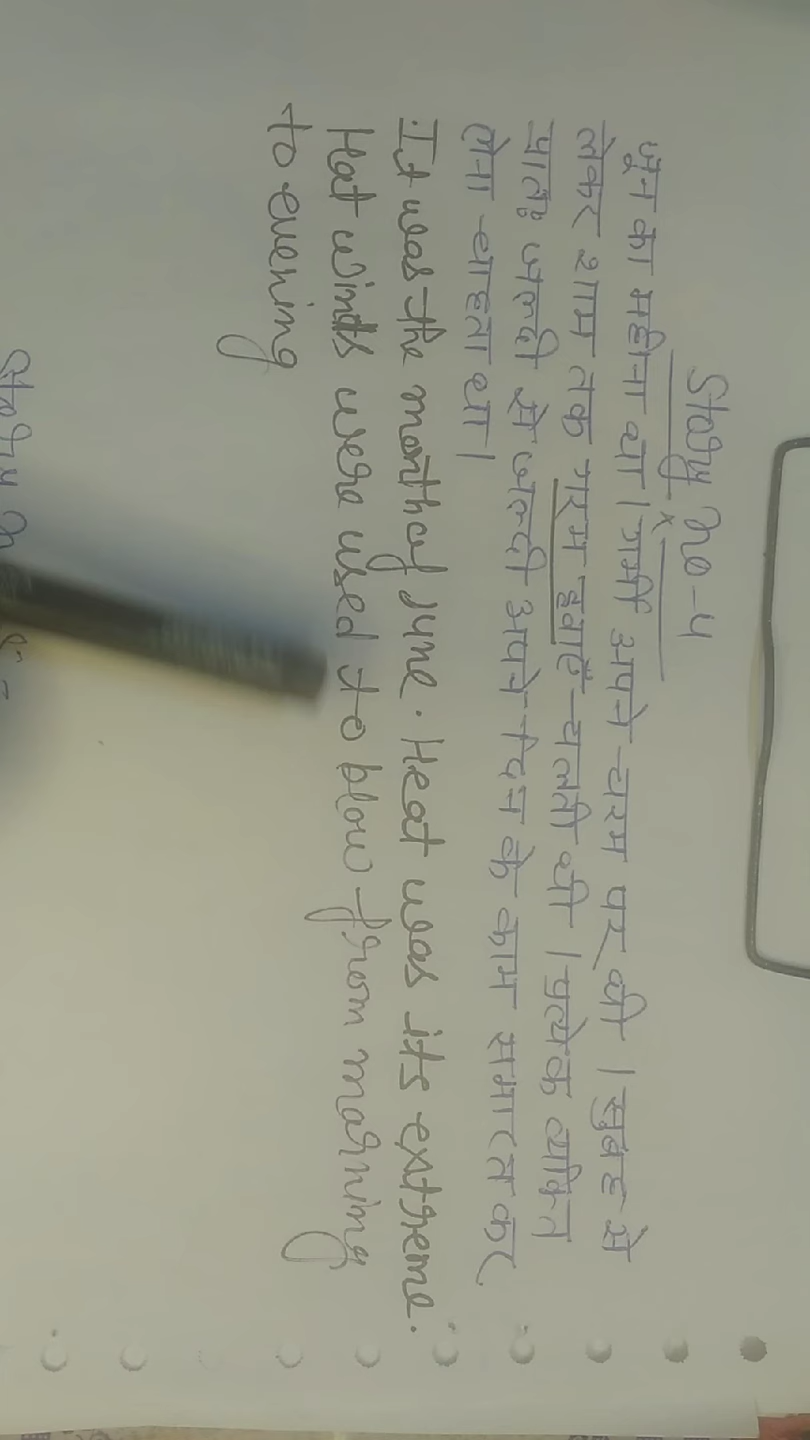 Story no-4
जून का महीना था। गर्मी अपने चरम पर थी। सुबह से
लेकर शाम तक गरम हवाएँ चलती थी। प्रत्येक व्यक्ति
प्रातः जल्दी से जल्दी अपने दिन के काम समाप्त कर
लेना चाहता था।
It was the month of June. Heat was its extreme.
Hot winds were used to blow from morning
to evening
Story